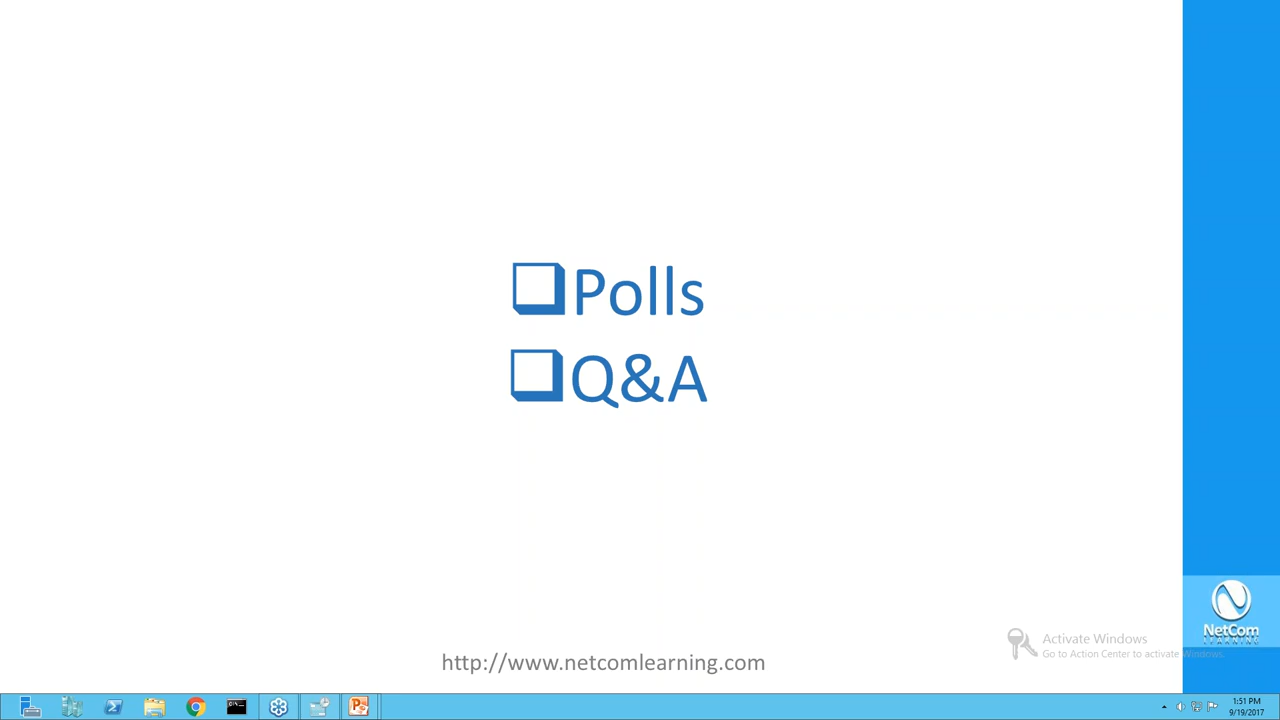 Polls
Q&A
NetCom
LEARNING
Activate Windows
Go to Action Center to activate Windows.
http://www.netcomlearning.com
1:51 PM
9/19/2017